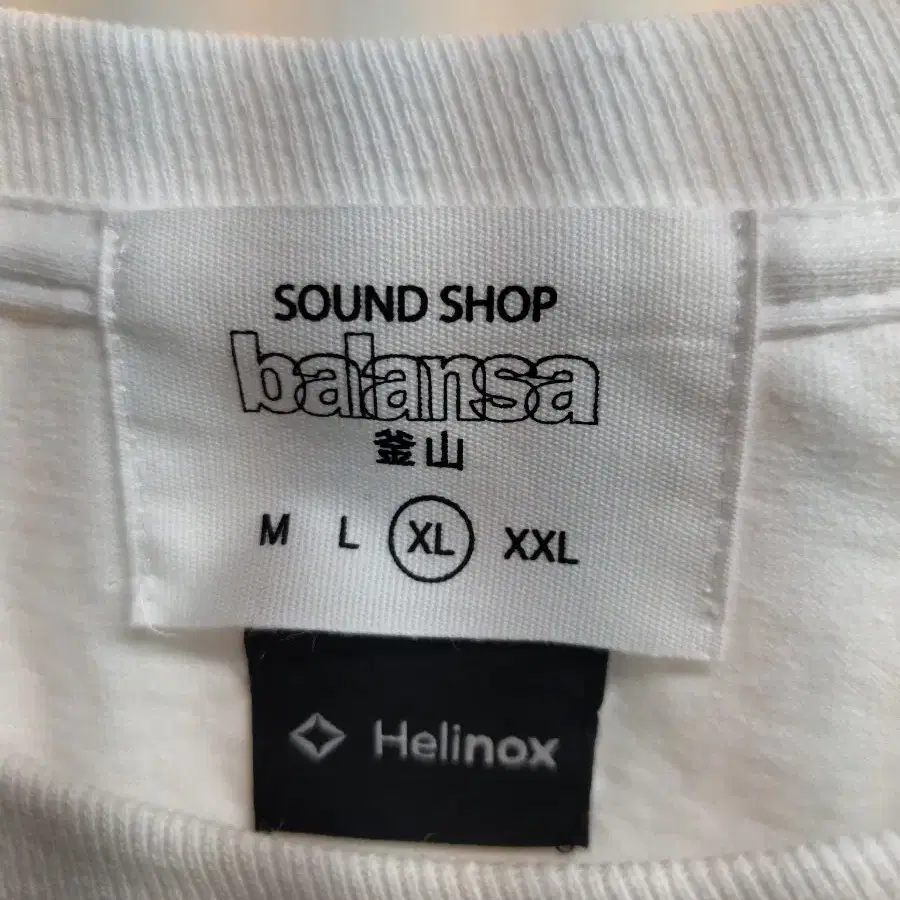 SOUND SHOP
balansa
釜山
M L XL XXL
Helinox